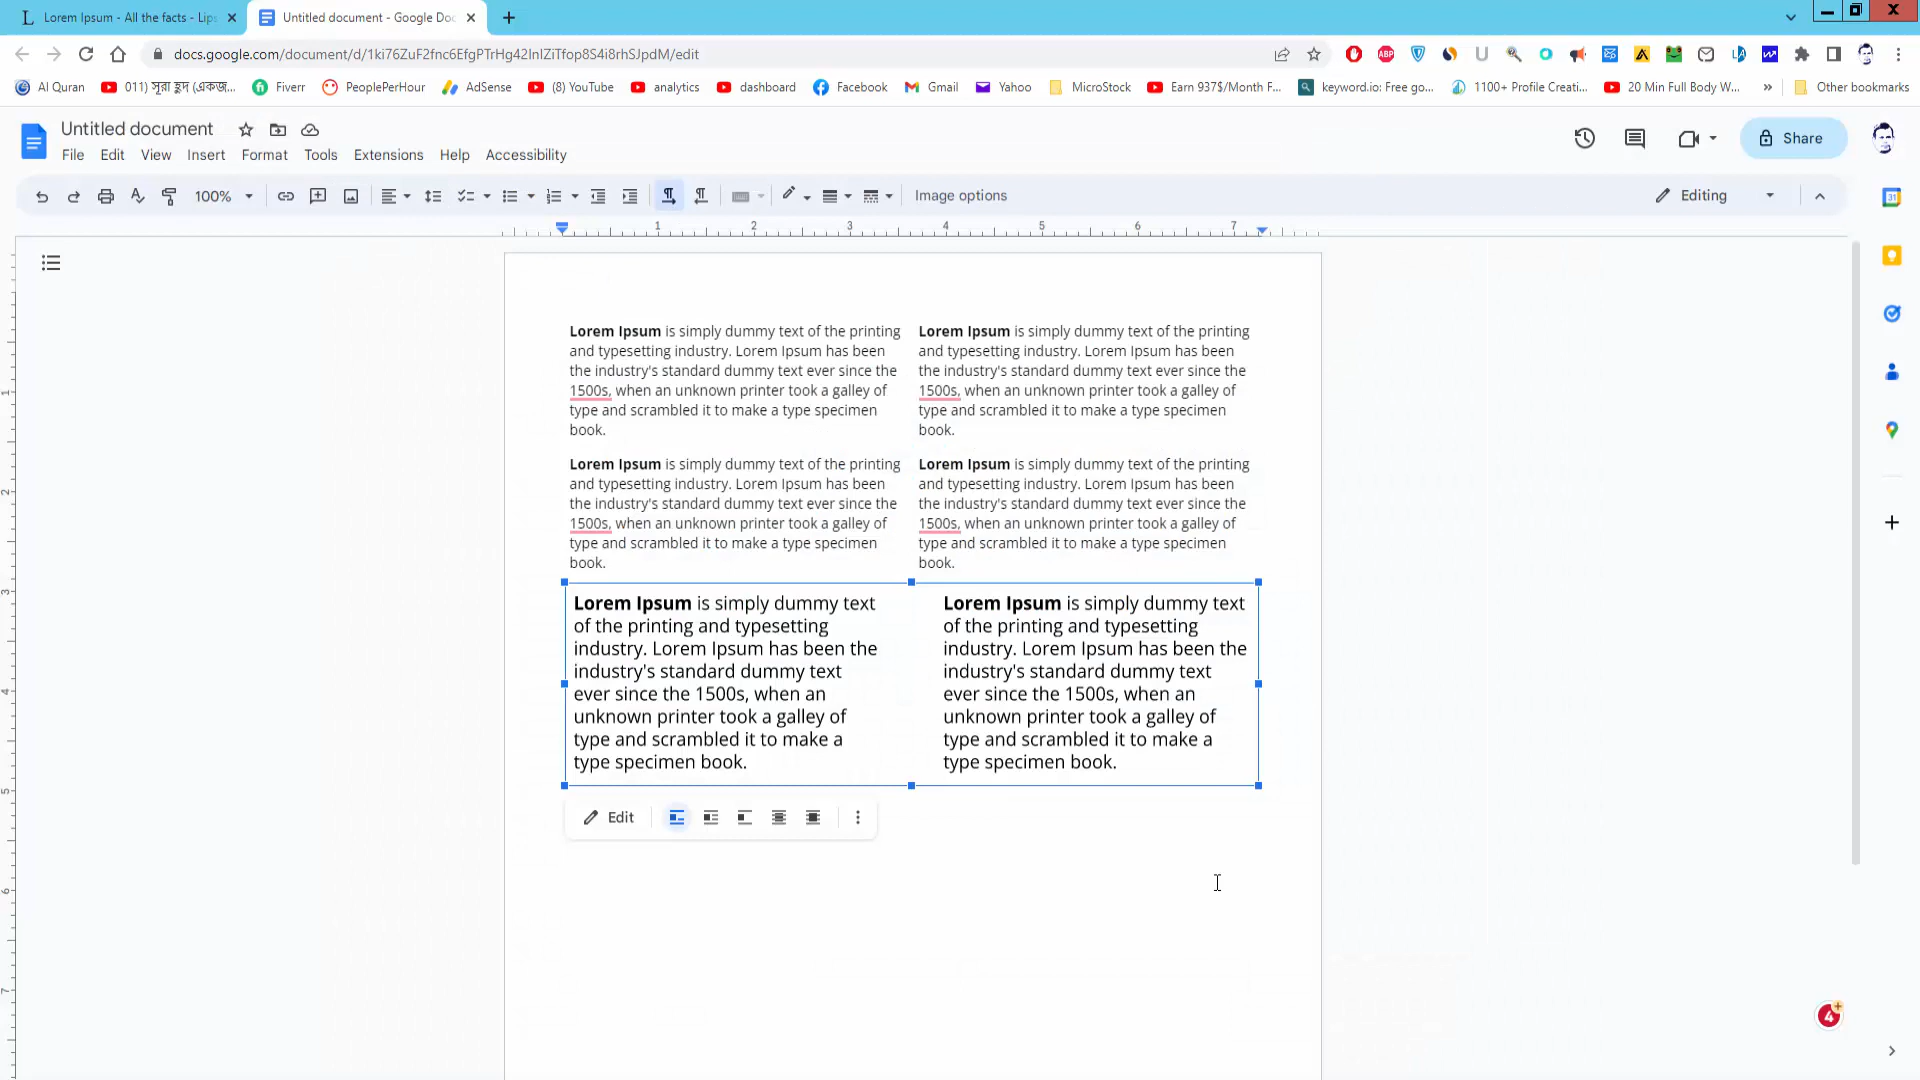 Lorem Ipsum - All the facts - Lips
Untitled document - Google Doc
docs.google.com/document/d/1ki76ZuF2fnc6EfgPTrHg42InlZiTfop8S4i8rhSJpdM/edit
Al Quran
011) সূরা হূদ (একজ...
Fiverr
PeoplePerHour
AdSense
(8) YouTube
analytics
dashboard
Facebook
Gmail
Yahoo
MicroStock
Earn 937$/Month F...
keyword.io: Free go...
1100+ Profile Creati...
20 Min Full Body W...
Other bookmarks
Untitled document
File Edit View Insert Format Tools Extensions Help Accessibility
Share
100%
Image options
Editing
1 2 3 4 5 6 7
Lorem Ipsum is simply dummy text of the printing
and typesetting industry. Lorem Ipsum has been
the industry's standard dummy text ever since the
1500s, when an unknown printer took a galley of
type and scrambled it to make a type specimen
book.
Lorem Ipsum is simply dummy text of the printing
and typesetting industry. Lorem Ipsum has been
the industry's standard dummy text ever since the
1500s, when an unknown printer took a galley of
type and scrambled it to make a type specimen
book.
Lorem Ipsum is simply dummy text of the printing
and typesetting industry. Lorem Ipsum has been
the industry's standard dummy text ever since the
1500s, when an unknown printer took a galley of
type and scrambled it to make a type specimen
book.
Lorem Ipsum is simply dummy text of the printing
and typesetting industry. Lorem Ipsum has been
the industry's standard dummy text ever since the
1500s, when an unknown printer took a galley of
type and scrambled it to make a type specimen
book.
Lorem Ipsum is simply dummy text
of the printing and typesetting
industry. Lorem Ipsum has been the
industry's standard dummy text
ever since the 1500s, when an
unknown printer took a galley of
type and scrambled it to make a
type specimen book.
Lorem Ipsum is simply dummy text
of the printing and typesetting
industry. Lorem Ipsum has been the
industry's standard dummy text
ever since the 1500s, when an
unknown printer took a galley of
type and scrambled it to make a
type specimen book.
Edit
1
2
3
4
5
6
7
31
4